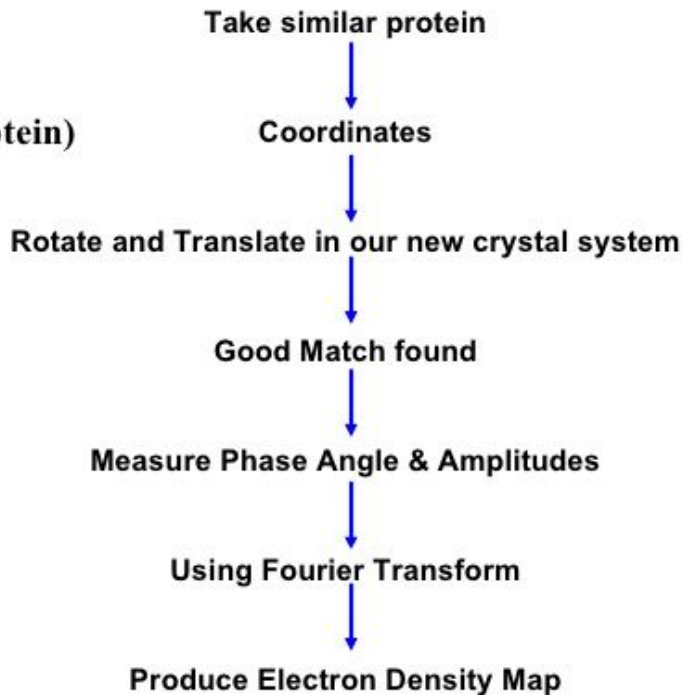 Take similar protein
Coordinates
Rotate and Translate in our new crystal system
Good Match found
Measure Phase Angle & Amplitudes
Using Fourier Transform
Produce Electron Density Map